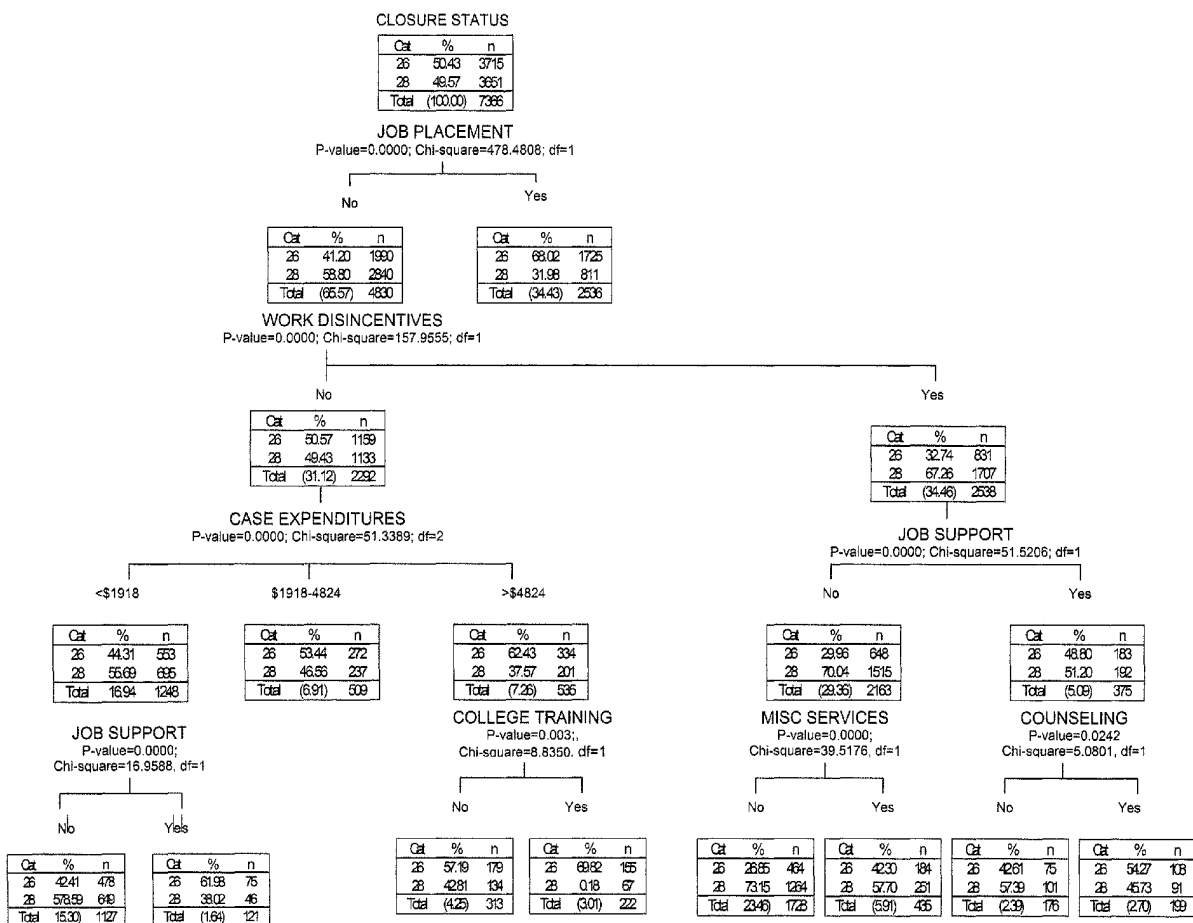 CLOSURE STATUS
Cat % n
26 50.43 3715
28 49.57 3651
Total (100.00) 7366
JOB PLACEMENT
P-value=0.0000; Chi-square=478.4808; df=1
No Yes
Cat % n Cat % n
26 41.20 1990 26 68.02 1725
28 58.80 2840 28 31.98 811
Total (65.57) 4830 Total (34.43) 2536
WORK DISINCENTIVES
P-value=0.0000; Chi-square=157.9555; df=1
No Yes
Cat % n
26 50.57 1159
28 49.43 1133
Total (31.12) 2292
Cat % n
26 32.74 831
28 67.26 1707
Total (34.46) 2538
CASE EXPENDITURES
P-value=0.0000; Chi-square=51.3389; df=2
JOB SUPPORT
P-value=0.0000; Chi-square=51.5206; df=1
<$1918 $1918-4824 >$4824 No Yes
Cat % n Cat % n Cat % n Cat % n Cat % n
26 44.31 553 26 53.44 272 26 62.43 334 26 29.96 648 26 48.80 183
28 55.69 695 28 46.56 237 28 37.57 201 28 70.04 1515 28 51.20 192
Total 16.94 1248 Total (6.91) 509 Total (7.26) 535 Total (29.36) 2163 Total (5.09) 375
JOB SUPPORT
P-value=0.0000;
Chi-square=16.9588, df=1
COLLEGE TRAINING
P-value=0.003;,
Chi-square=8.8350. df=1
MISC SERVICES
P-value=0.0000;
Chi-square=39.5176, df=1
COUNSELING
P-value=0.0242
Chi-square=5.0801, df=1
No Yes No Yes No Yes No Yes
Cat % n Cat % n Cat % n Cat % n Cat % n Cat % n Cat % n Cat % n
26 42.41 478 26 61.98 75 26 57.19 179 26 69.82 155 26 26.85 464 26 42.30 184 26 42.61 75 26 54.27 108
28 578.59 649 28 38.02 46 28 42.81 134 28 0.18 67 28 73.15 1264 28 57.70 251 28 57.39 101 28 45.73 91
Total 15.30) 1127 Total (1.64) 121 Total (4.25) 313 Total (3.01) 222 Total 23.46) 1728 Total (5.91) 435 Total (2.39) 176 Total (2.70) 199